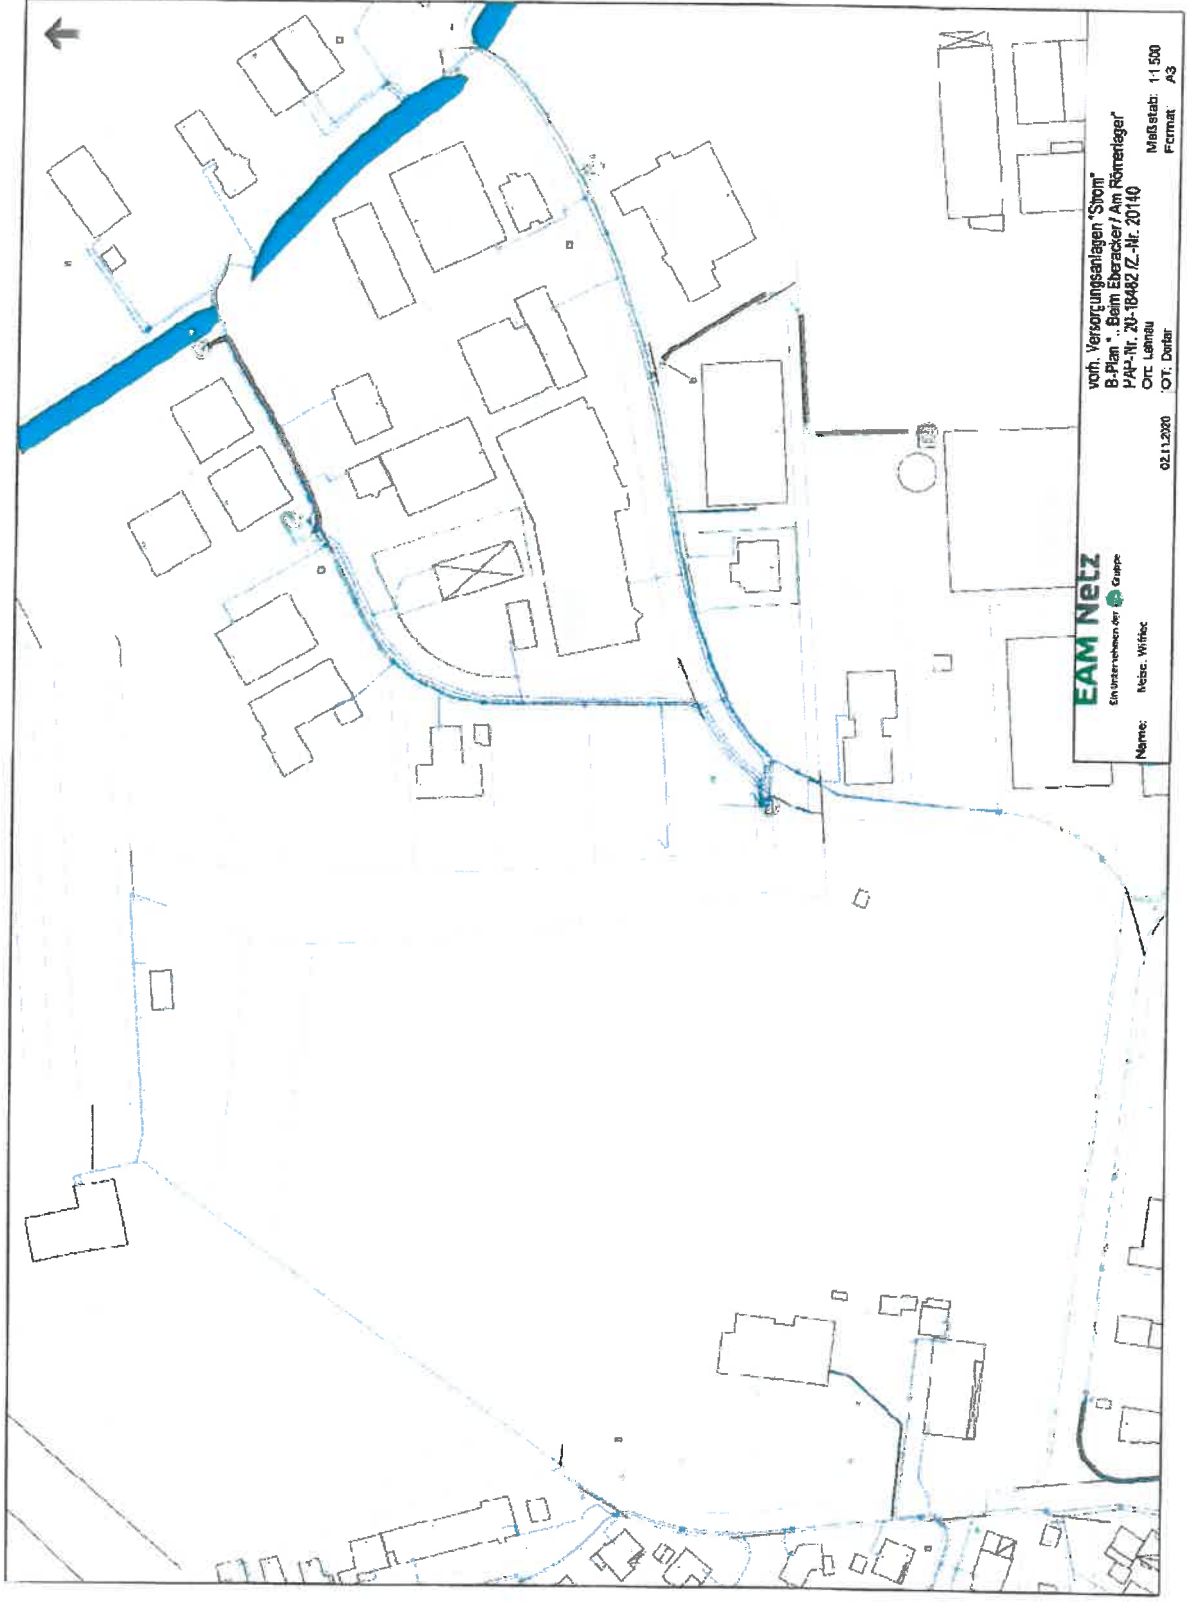 vorh. Versorgungsanlagen "Strom"
B-Plan "...Beim Eberacker / Am Römerlager"
PAP-Nr. 20-18482 /Z.-Nr. 20140
Ort: Lahnau
OT: Dorlar
Maßstab: 1:1 500
Format A3
02.11.2020
EAM Netz
Ein Unternehmen der Gruppe
Name: Meise, Wilfried